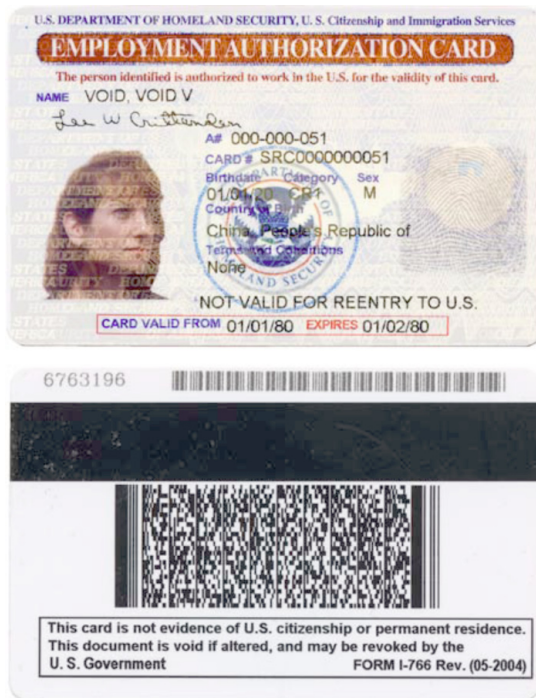 U.S. DEPARTMENT OF HOMELAND SECURITY, U. S. Citizenship and Immigration Services
EMPLOYMENT AUTHORIZATION CARD
The person identified is authorized to work in the U.S. for the validity of this card.
NAME VOID, VOID V
Lee W Crittenden
A# 000-000-051
CARD # SRC0000000051
Birthdate Category Sex
01/01/20 M
Country of Birth
China, People's Republic of
Terms and Conditions
None
NOT VALID FOR REENTRY TO U.S.
CARD VALID FROM 01/01/80 EXPIRES 01/02/80
6763196
This card is not evidence of U.S. citizenship or permanent residence.
This document is void if altered, and may be revoked by the
U. S. Government FORM I-766 Rev. (05-2004)